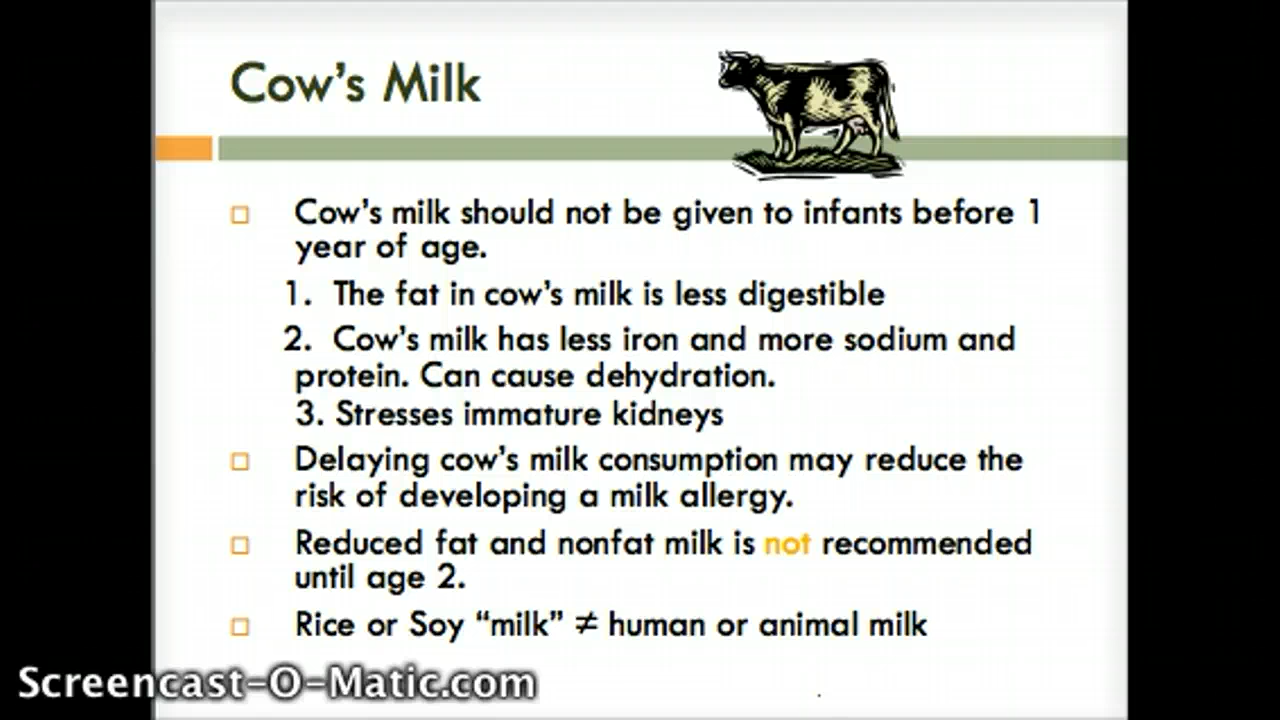 Cow's Milk
Cow's milk should not be given to infants before 1
year of age.
1. The fat in cow's milk is less digestible
2. Cow's milk has less iron and more sodium and
protein. Can cause dehydration.
3. Stresses immature kidneys
Delaying cow's milk consumption may reduce the
risk of developing a milk allergy.
Reduced fat and nonfat milk is not recommended
until age 2.
Rice or Soy “milk” ≠ human or animal milk
Screencast-O-Matic.com